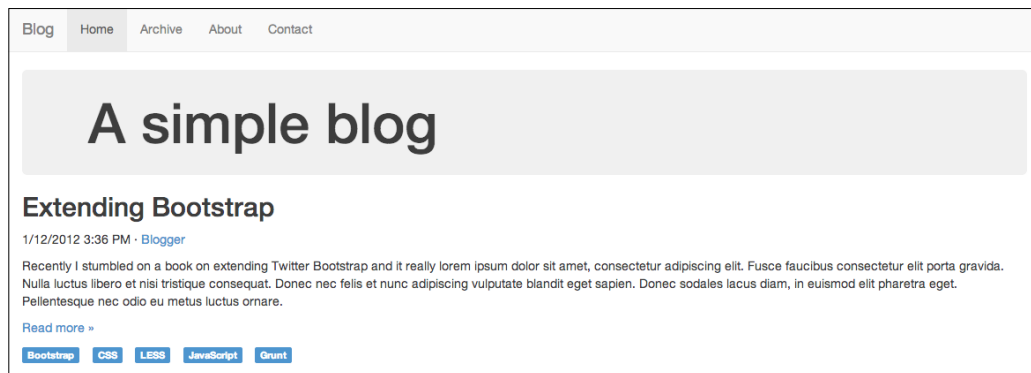 Blog Home Archive About Contact
A simple blog
Extending Bootstrap
1/12/2012 3:36 PM · Blogger
Recently I stumbled on a book on extending Twitter Bootstrap and it really lorem ipsum dolor sit amet, consectetur adipiscing elit. Fusce faucibus consectetur elit porta gravida.
Nulla luctus libero et nisi tristique consequat. Donec nec felis et nunc adipiscing vulputate blandit eget sapien. Donec sodales lacus diam, in euismod elit pharetra eget.
Pellentesque nec odio eu metus luctus ornare.
Read more »
Bootstrap CSS LESS JavaScript Grunt